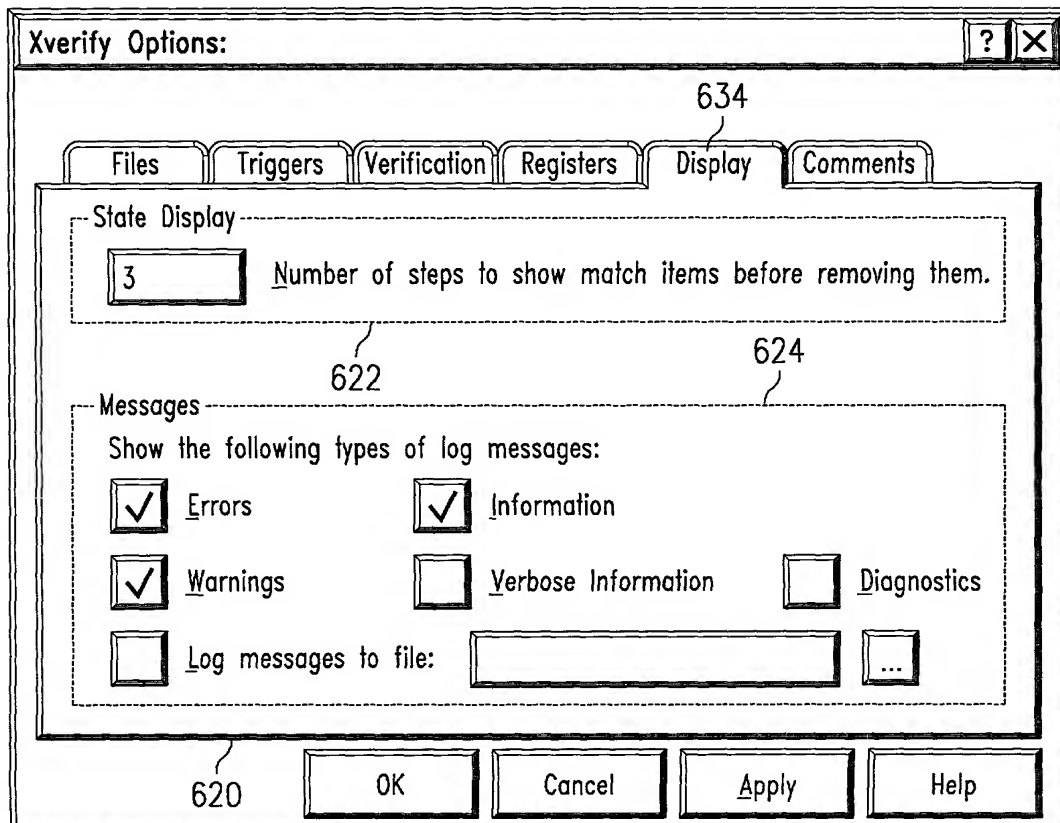 Xverify Options: ? X
634
Files Triggers Verification Registers Display Comments
State Display
3 Number of steps to show match items before removing them.
622
624
Messages
Show the following types of log messages:
✓ Errors ✓ Information
✓ Warnings Verbose Information Diagnostics
Log messages to file: ...
620
OK Cancel Apply Help